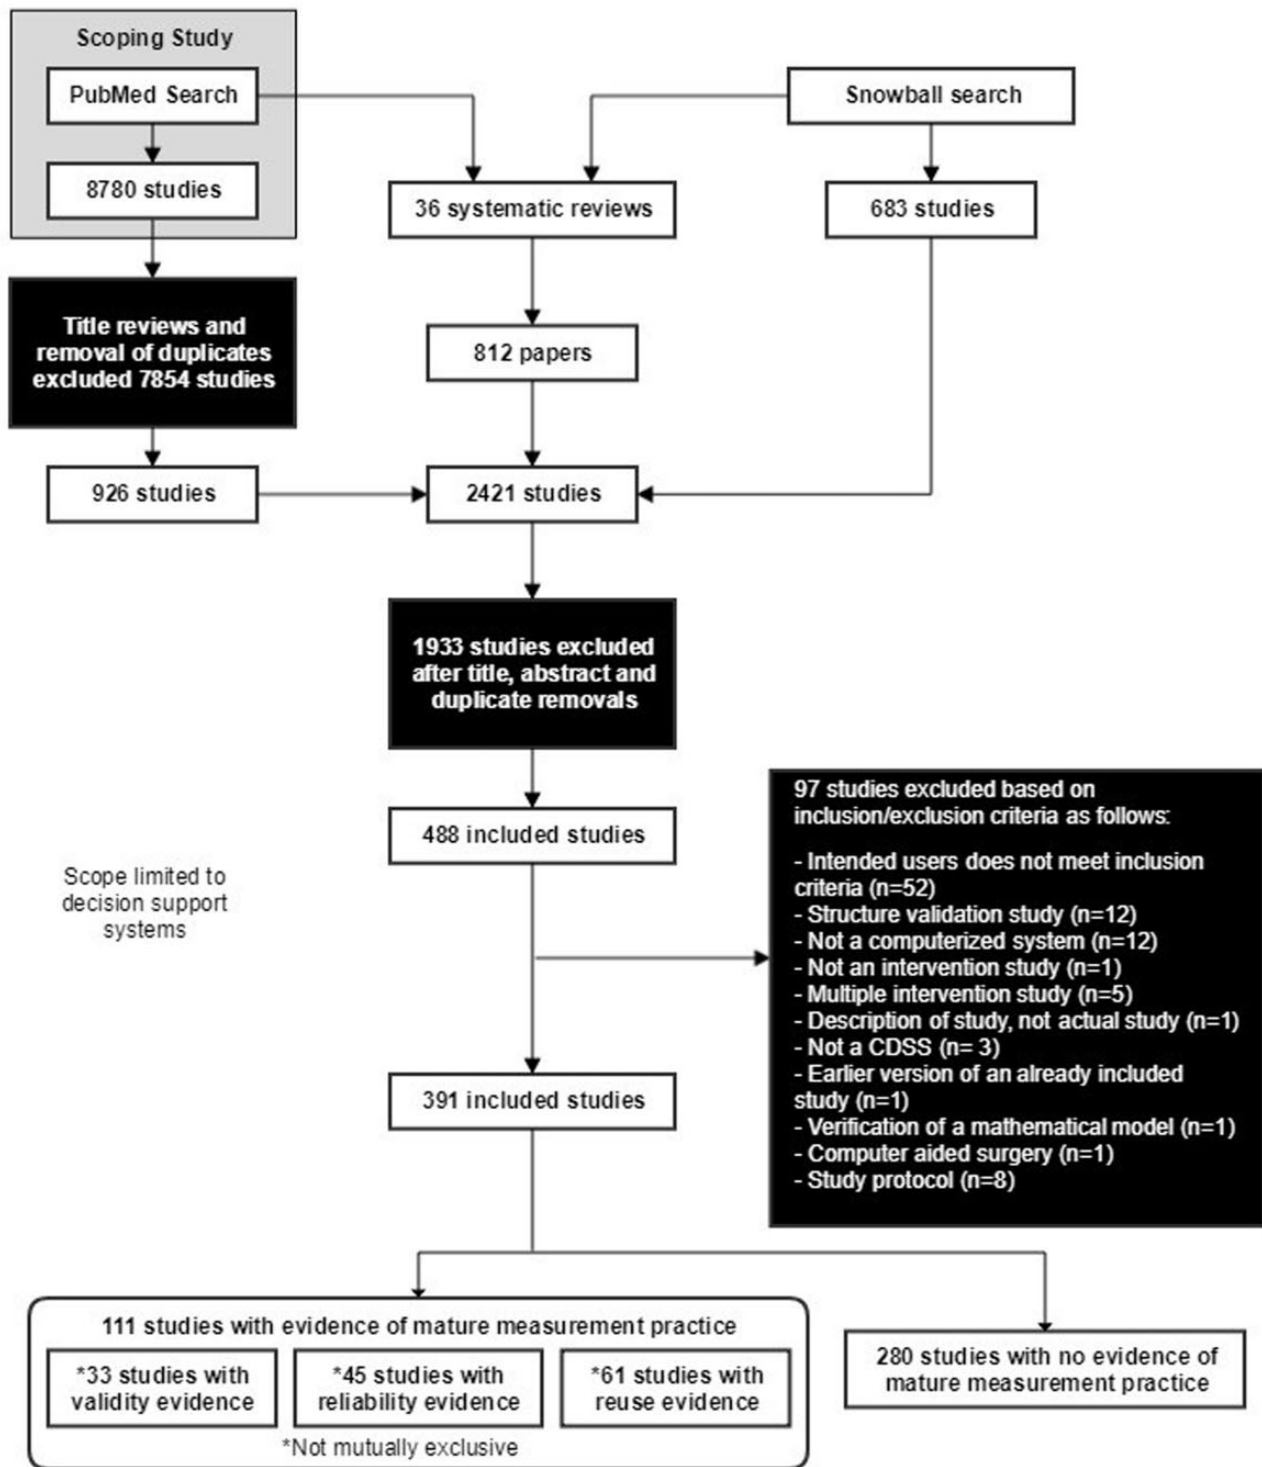 Scoping Study
PubMed Search
Snowball search
8780 studies
36 systematic reviews
683 studies
Title reviews and
removal of duplicates
excluded 7854 studies
812 papers
926 studies
2421 studies
1933 studies excluded
after title, abstract and
duplicate removals
488 included studies
Scope limited to
decision support
systems
97 studies excluded based on
inclusion/exclusion criteria as follows:
- Intended users does not meet inclusion
criteria (n=52)
- Structure validation study (n=12)
- Not a computerized system (n=12)
- Not an intervention study (n=1)
- Multiple intervention study (n=5)
- Description of study, not actual study (n=1)
- Not a CDSS (n= 3)
- Earlier version of an already included
study (n=1)
- Verification of a mathematical model (n=1)
- Computer aided surgery (n=1)
- Study protocol (n=8)
391 included studies
111 studies with evidence of mature measurement practice
*33 studies with
validity evidence
*45 studies with
reliability evidence
*61 studies with
reuse evidence
*Not mutually exclusive
280 studies with no evidence of
mature measurement practice